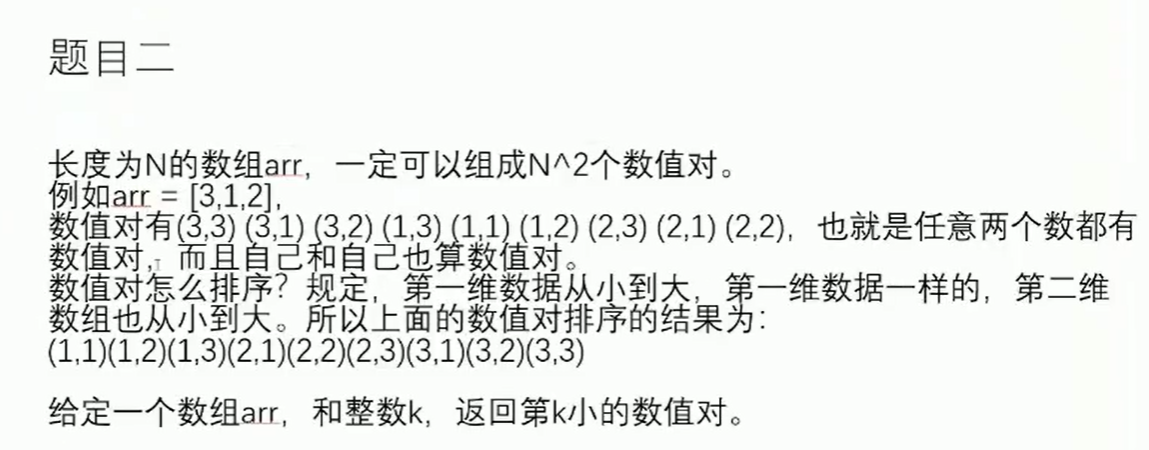 题目二
长度为N的数组arr，一定可以组成N^2个数值对。
例如arr = [3,1,2],
数值对有(3,3) (3,1) (3,2) (1,3) (1,1) (1,2) (2,3) (2,1) (2,2)，也就是任意两个数都有
数值对，而且自己和自己也算数值对。
数值对怎么排序？规定，第一维数据从小到大，第一维数据一样的，第二维
数组也从小到大。所以上面的数值对排序的结果为：
(1,1)(1,2)(1,3)(2,1)(2,2)(2,3)(3,1)(3,2)(3,3)
给定一个数组arr，和整数k，返回第k小的数值对。